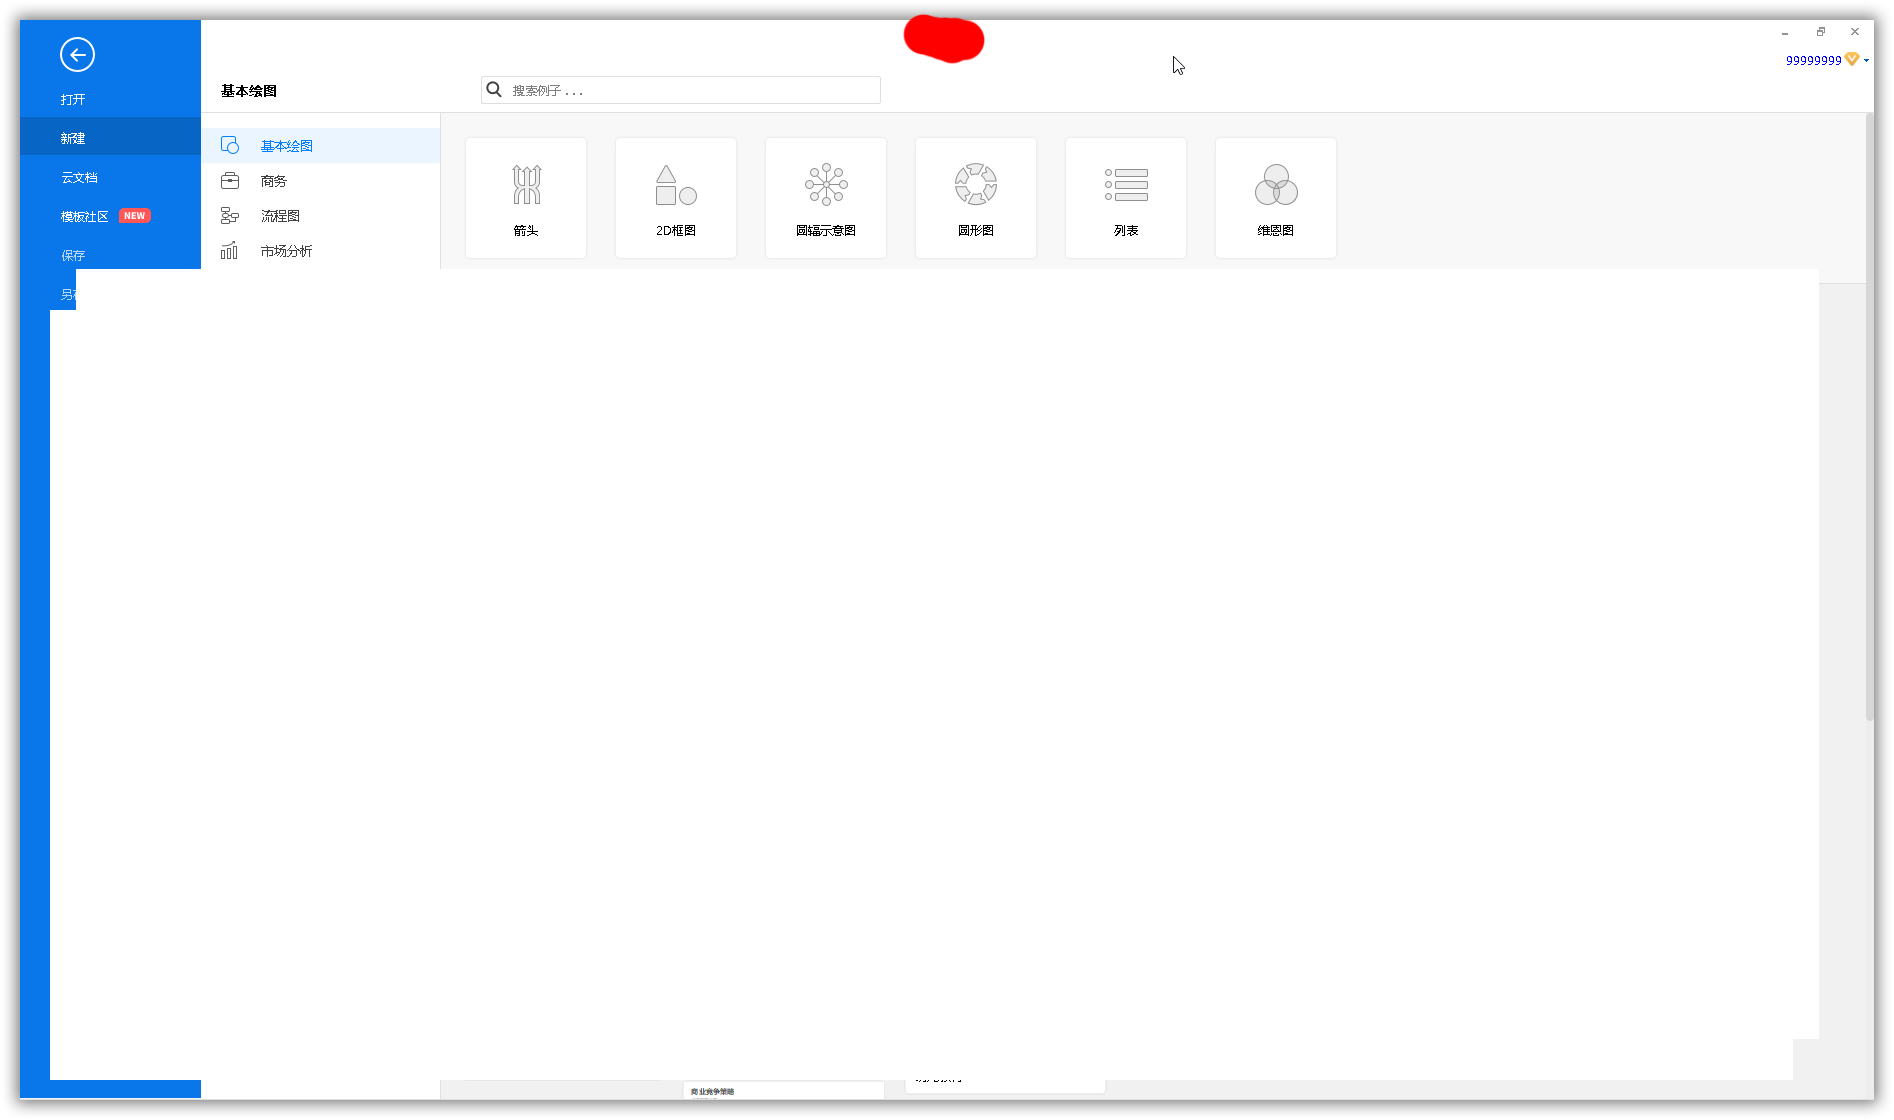 99999999
基本绘图
搜索例子 . . .
打开
新建
云文档
模板社区 NEW
保存
另
基本绘图
商务
流程图
市场分析
箭头
2D框图
圆辐示意图
圆形图
列表
维恩图
商业竞争策略